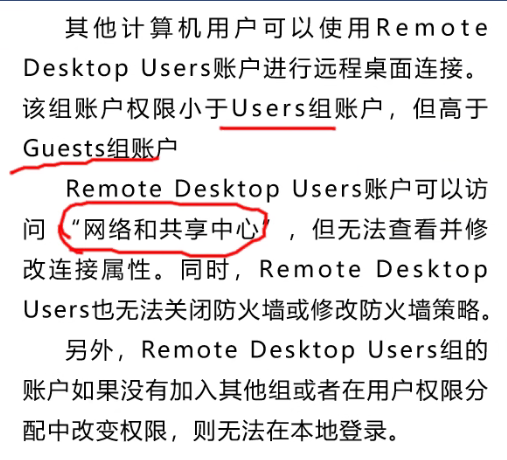 其他计算机用户可以使用Remote
Desktop Users账户进行远程桌面连接。
该组账户权限小于Users组账户，但高于
Guests组账户
Remote Desktop Users账户可以访
问“网络和共享中心”，但无法查看并修
改连接属性。同时，Remote Desktop
Users也无法关闭防火墙或修改防火墙策略。
另外，Remote Desktop Users组的
账户如果没有加入其他组或者在用户权限分
配中改变权限，则无法在本地登录。